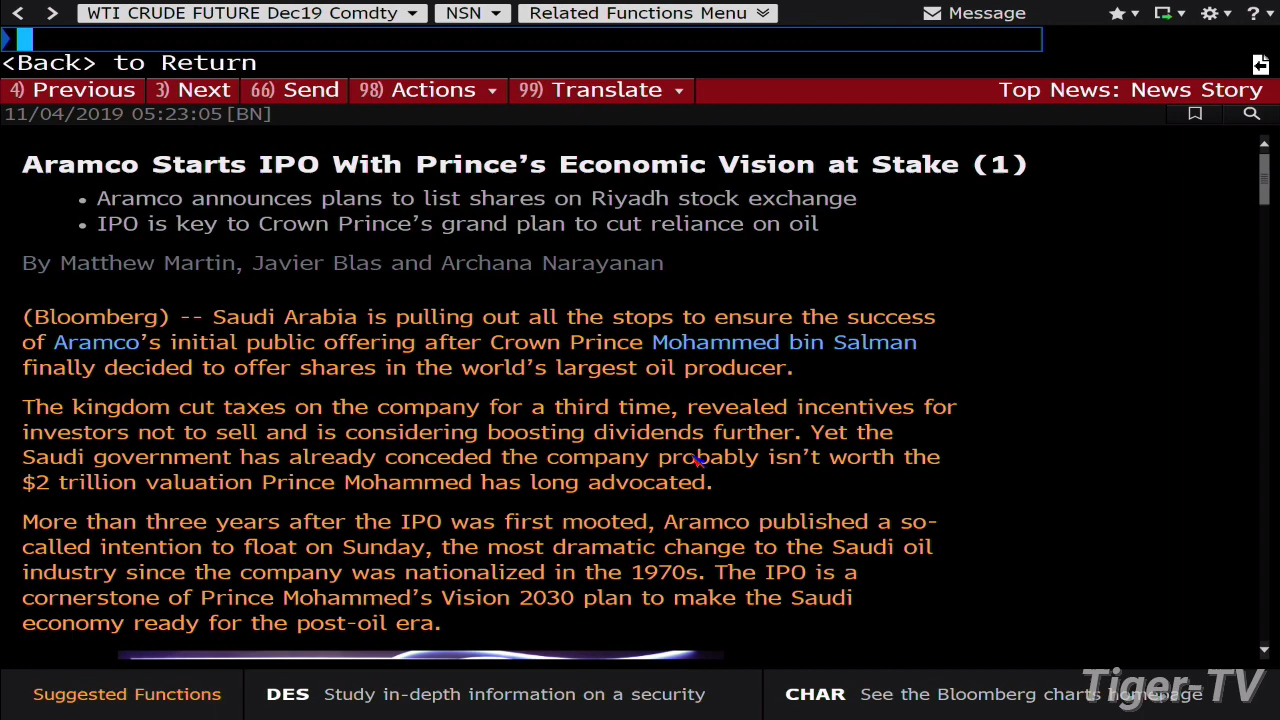 WTI CRUDE FUTURE Dec19 Comdty NSN Related Functions Menu Message ?
<Back> to Return
4) Previous 3) Next 66) Send 98) Actions 99) Translate Top News: News Story
11/04/2019 05:23:05[BN]
Aramco Starts IPO With Prince's Economic Vision at Stake (1)
• Aramco announces plans to list shares on Riyadh stock exchange
• IPO is key to Crown Prince's grand plan to cut reliance on oil
By Matthew Martin, Javier Blas and Archana Narayanan
(Bloomberg) -- Saudi Arabia is pulling out all the stops to ensure the success
of Aramco's initial public offering after Crown Prince Mohammed bin Salman
finally decided to offer shares in the world's largest oil producer.
The kingdom cut taxes on the company for a third time, revealed incentives for
investors not to sell and is considering boosting dividends further. Yet the
Saudi government has already conceded the company probably isn't worth the
$2 trillion valuation Prince Mohammed has long advocated.
More than three years after the IPO was first mooted, Aramco published a so-
called intention to float on Sunday, the most dramatic change to the Saudi oil
industry since the company was nationalized in the 1970s. The IPO is a
cornerstone of Prince Mohammed's Vision 2030 plan to make the Saudi
economy ready for the post-oil era.
Suggested Functions DES Study in-depth information on a security CHAR See the Bloomberg charts homepage
Tiger-TV